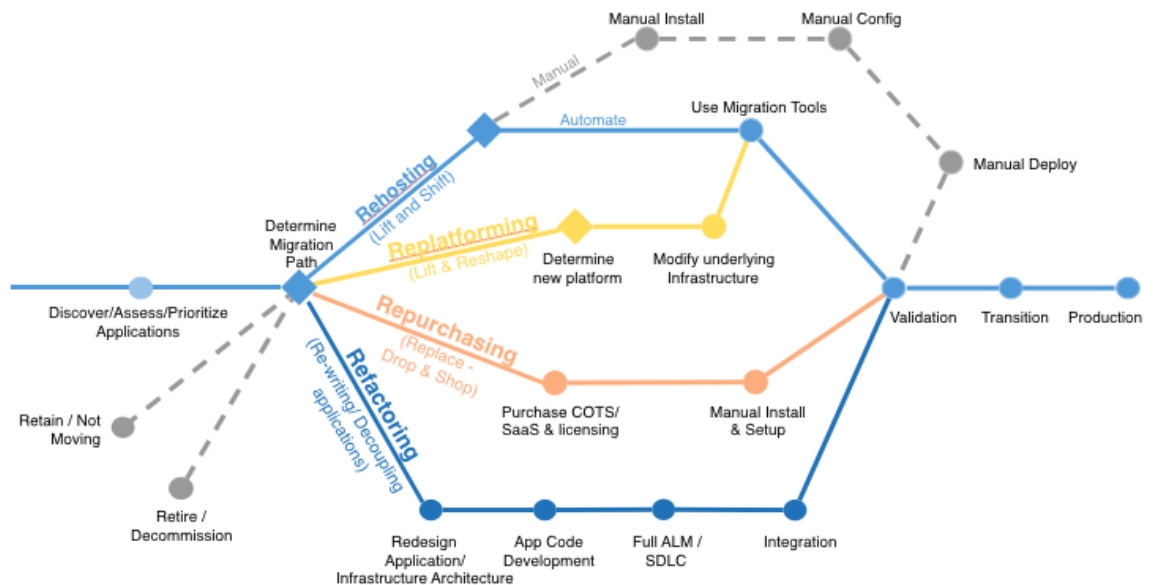 Manual Install
Manual Config
Manual
Automate
Use Migration Tools
Manual Deploy
Rehosting
(Lift and Shift)
Determine
Migration
Path
Replatforming
(Lift & Reshape)
Determine
new platform
Modify underlying
Infrastructure
Discover/Assess/Prioritize
Applications
Repurchasing
(Replace -
Drop & Shop)
Validation
Transition
Production
Refactoring
(Re-writing/ Decoupling
applications)
Purchase COTS/
SaaS & licensing
Manual Install
& Setup
Retain / Not
Moving
Retire /
Decommission
Redesign
Application/
Infrastructure Architecture
App Code
Development
Full ALM /
SDLC
Integration